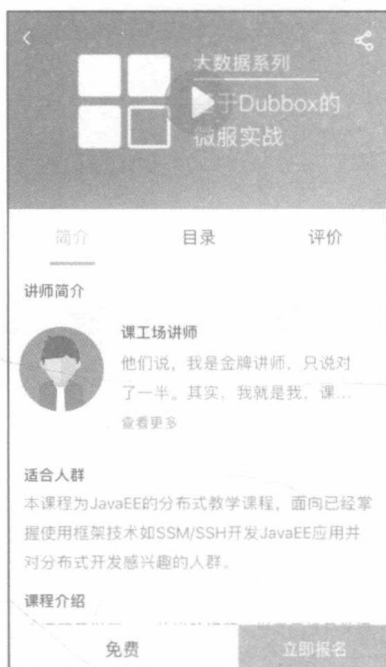 大数据系列
于Dubbox的
微服实战
简介 目录 评价
讲师简介
课工场讲师
他们说，我是金牌讲师，只说对
了一半。其实，我就是我，课...
查看更多
适合人群
本课程为JavaEE的分布式教学课程，面向已经掌
握使用框架技术如SSM/SSH开发JavaEE应用并
对分布式开发感兴趣的人群。
课程介绍
免费 立即报名